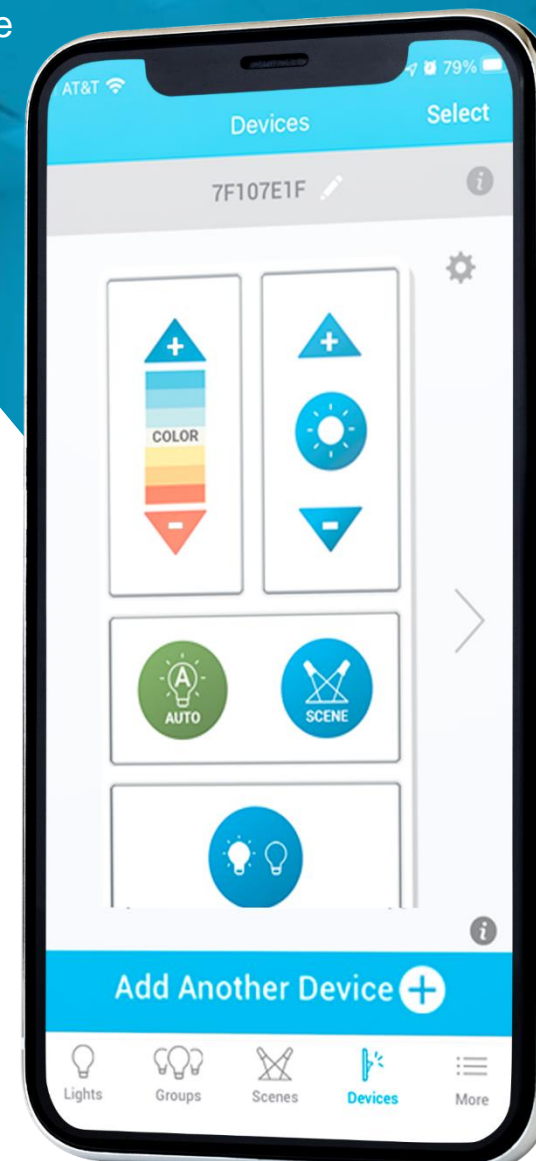 e
AT&T 79%
Devices Select
7F107E1F
+ +
COLOR
- -
A
AUTO SCENE
Add Another Device +
Lights Groups Scenes Devices More